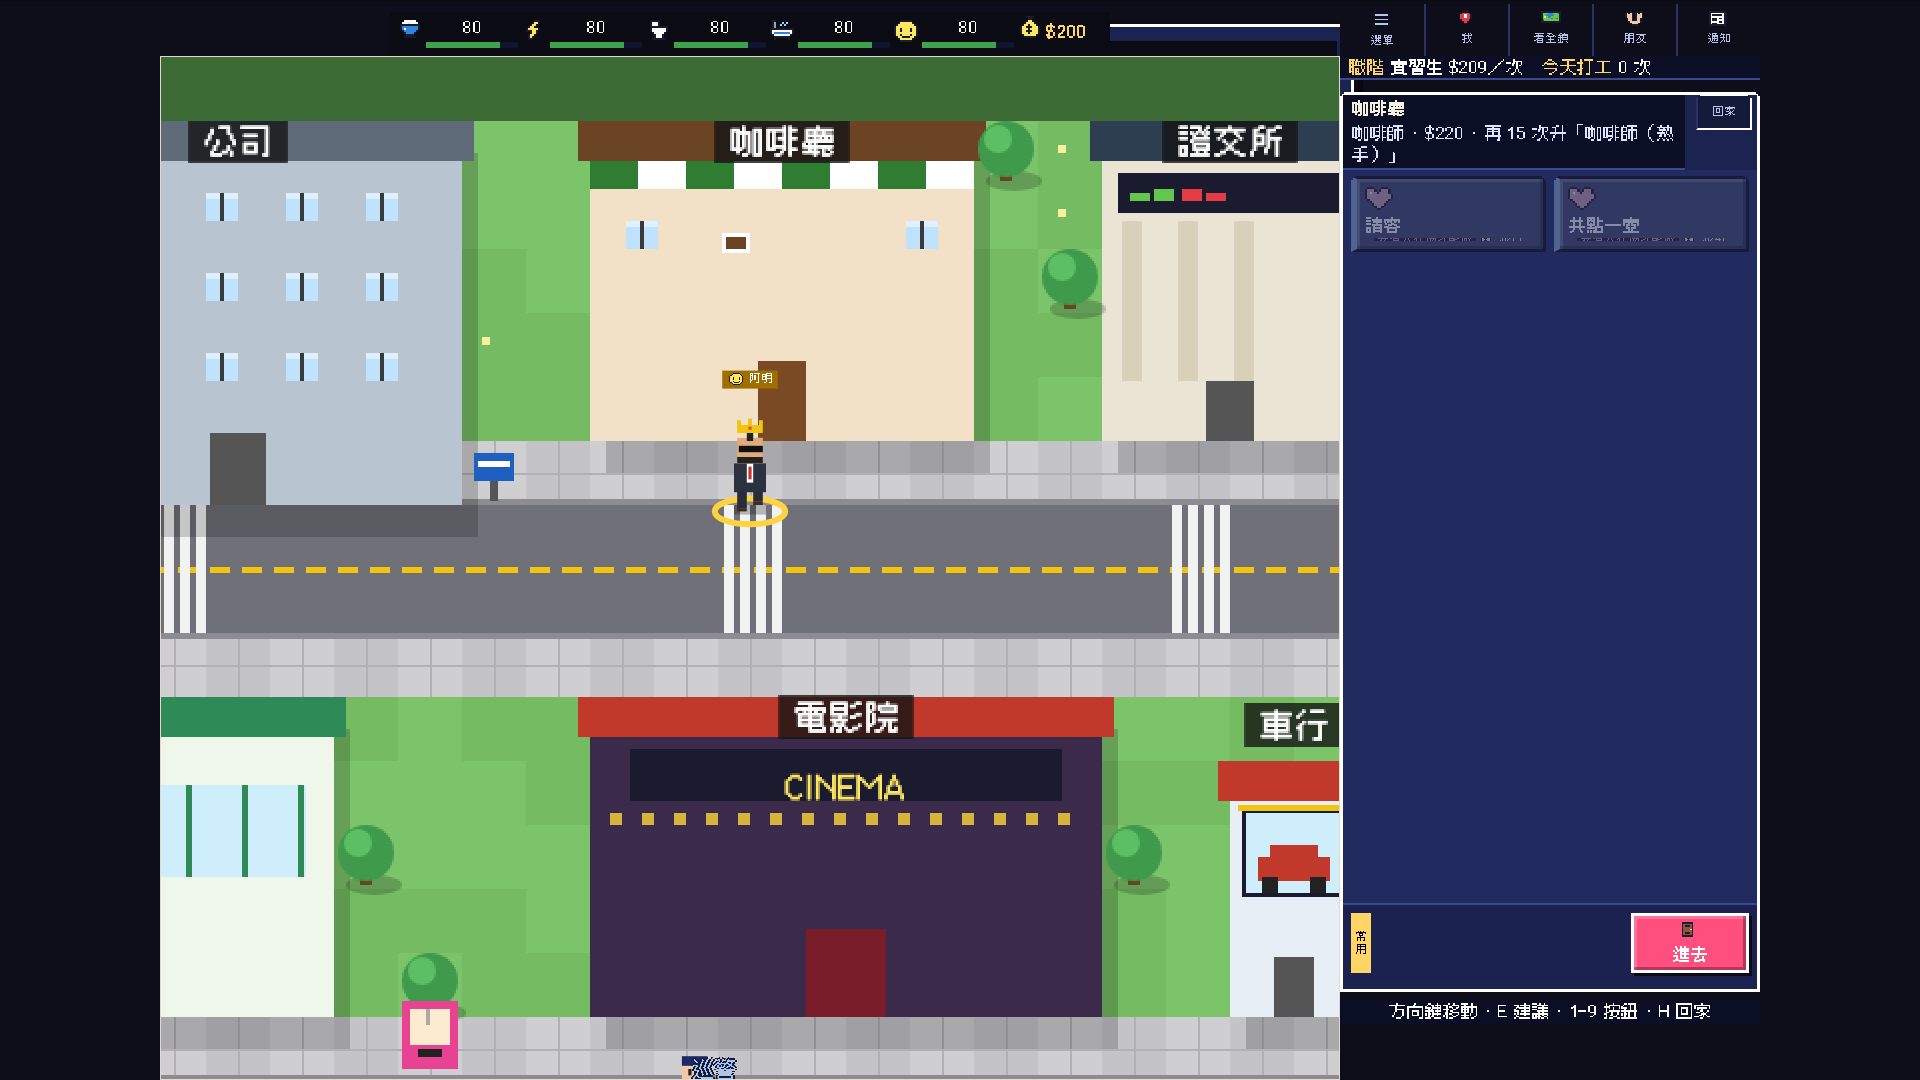 80 80 80 80 80 $200
選單 我 看全鎮 朋友 通知
職階 實習生 $209／次 今天打工 0 次
咖啡廳
回家
咖啡師 · $220 · 再 15 次升「咖啡師（熟
手）」
請客 共點一壺
公司 咖啡廳 證交所
阿明
電影院 車行
CINEMA
常用
進去
方向鍵移動 · E 建議 · 1-9 按鈕 · H 回家
巡警